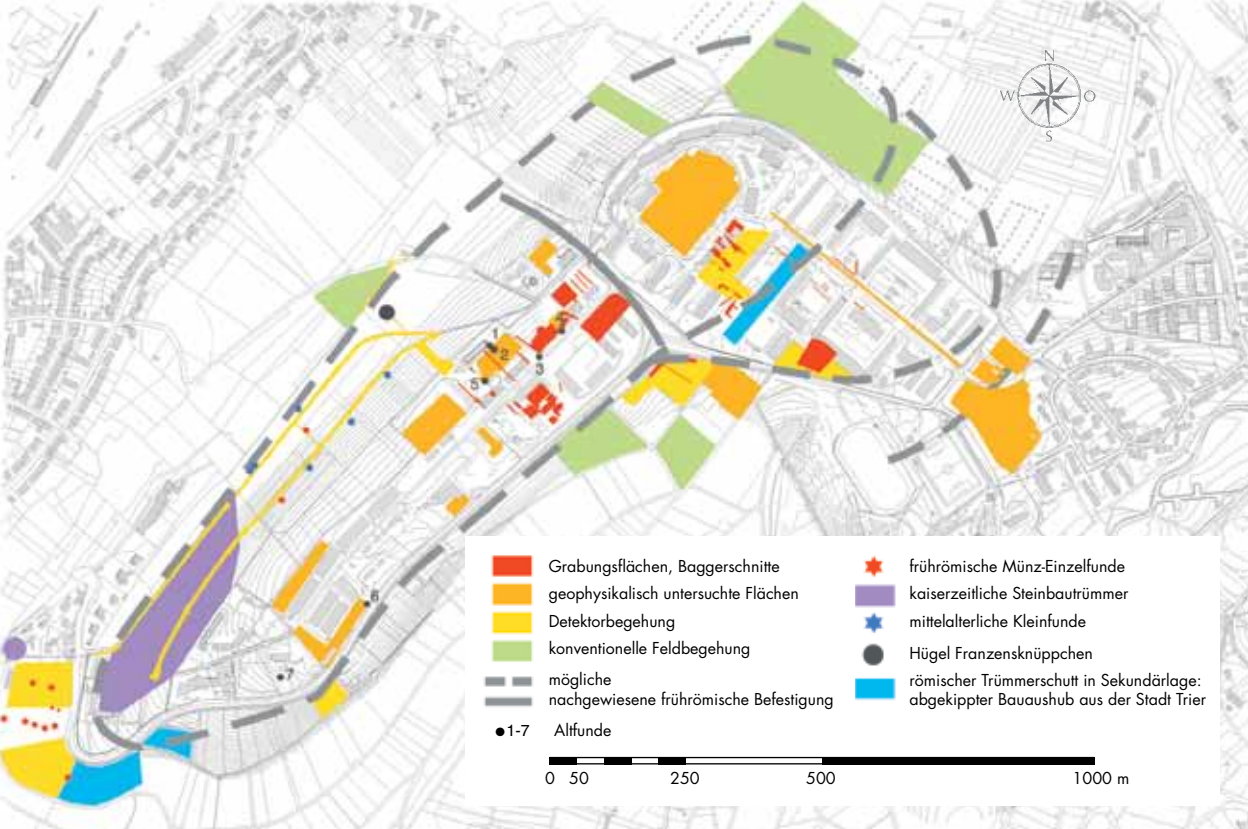 N
W O
S
1
2
3
5
6
7
Grabungsflächen, Baggerschnitte
geophysikalisch untersuchte Flächen
Detektorbegehung
konventionelle Feldbegehung
mögliche
nachgewiesene frührömische Befestigung
1-7 Altfunde
frührömische Münz-Einzelfunde
kaiserzeitliche Steinbautrümmer
mittelalterliche Kleinfunde
Hügel Franzensknüppchen
römischer Trümmerschutt in Sekundärlage:
abgekippter Bauaushub aus der Stadt Trier
0 50 250 500 1000 m